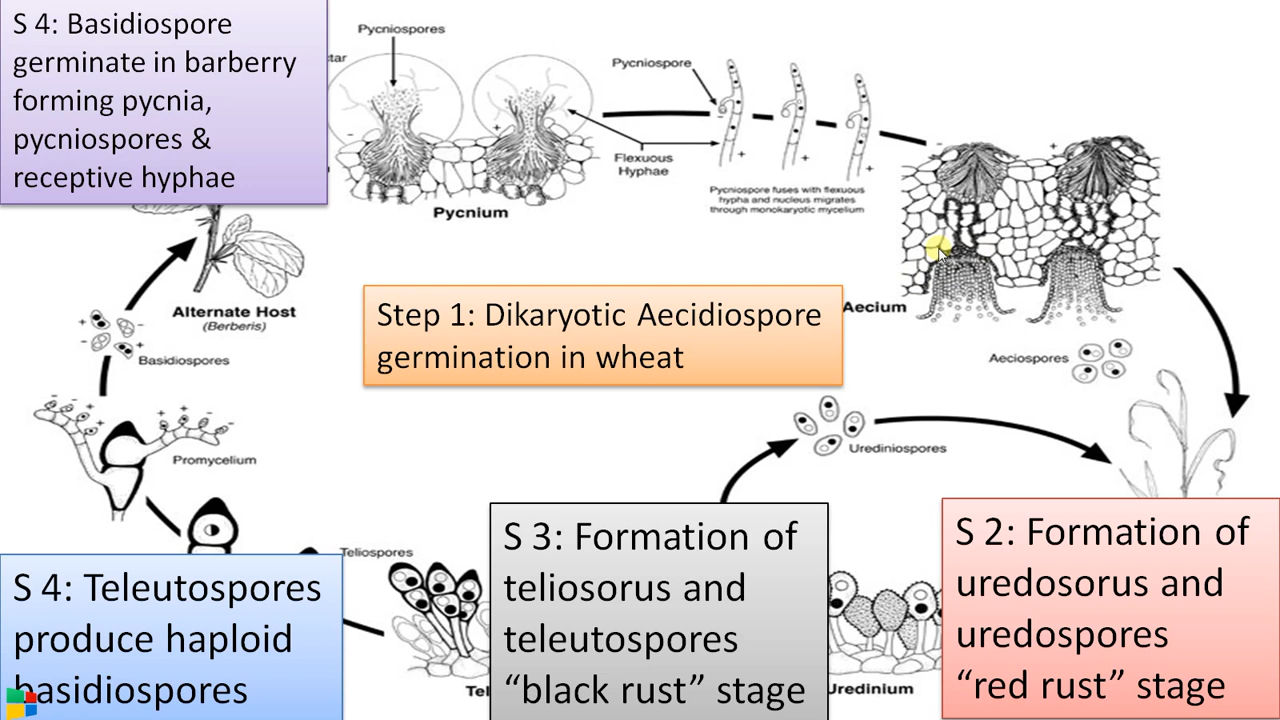 S 4: Basidiospore
germinate in barberry
forming pycnia,
pycniospores &
receptive hyphae
Pycniospores
Pycnium
Pycniospore
Flexuous
Hyphae
Pycniospore fuses with flexuous
hypha and nucleus migrates
through monokaryotic mycelium
Alternate Host
(Berberis)
Basidiospores
Step 1: Dikaryotic Aecidiospore
germination in wheat
Aecium
Aeciospores
Promycelium
Urediniospores
Teliospores
S 4: Teleutospores
produce haploid
basidiospores
S 3: Formation of
teliosorus and
teleutospores
“black rust” stage
Uredinium
S 2: Formation of
uredosorus and
uredospores
“red rust” stage